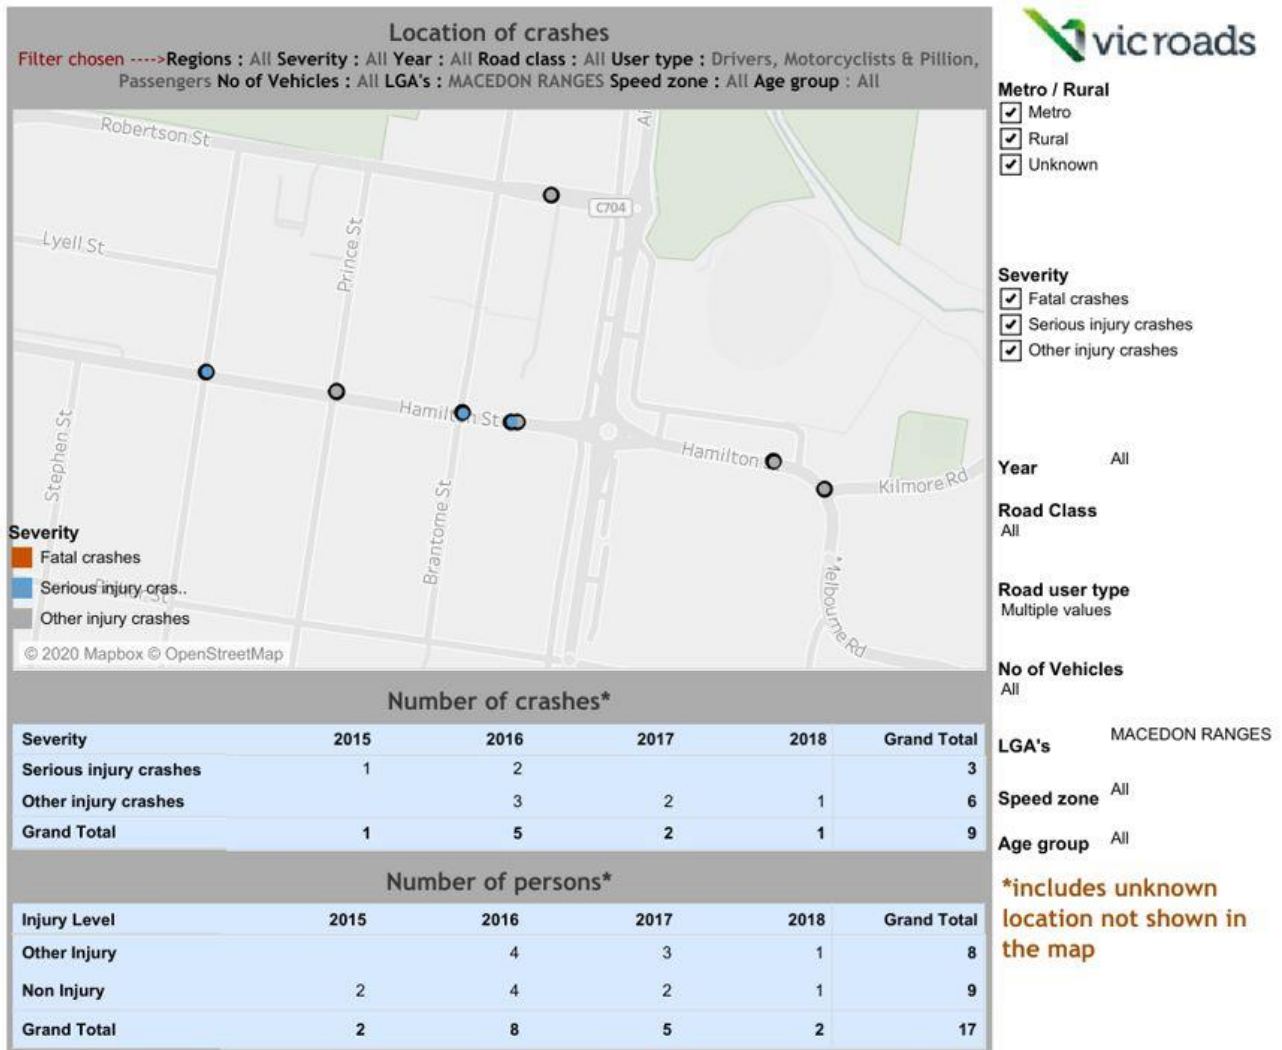 Location of crashes
Filter chosen ---->Regions : All Severity : All Year : All Road class : All User type : Drivers, Motorcyclists & Pillion,
Passengers No of Vehicles : All LGA's : MACEDON RANGES Speed zone : All Age group : All
vicroads
Metro / Rural
Metro
Rural
Unknown
Severity
Fatal crashes
Serious injury crashes
Other injury crashes
Year All
Road Class
All
Road user type
Multiple values
No of Vehicles
All
LGA's MACEDON RANGES
Speed zone All
Age group All
*includes unknown
location not shown in
the map
Robertson St
C704
Lyell St
Prince St
Hamilton St
Hamilton
Kilmore Rd
Stephen St
Brantome St
Melbourne Rd
Severity
Fatal crashes
Serious injury cras..
Other injury crashes
© 2020 Mapbox © OpenStreetMap
Number of crashes*
Severity 2015 2016 2017 2018 Grand Total
Serious injury crashes 1 2 3
Other injury crashes 3 2 1 6
Grand Total 1 5 2 1 9
Number of persons*
Injury Level 2015 2016 2017 2018 Grand Total
Other Injury 4 3 1 8
Non Injury 2 4 2 1 9
Grand Total 2 8 5 2 17